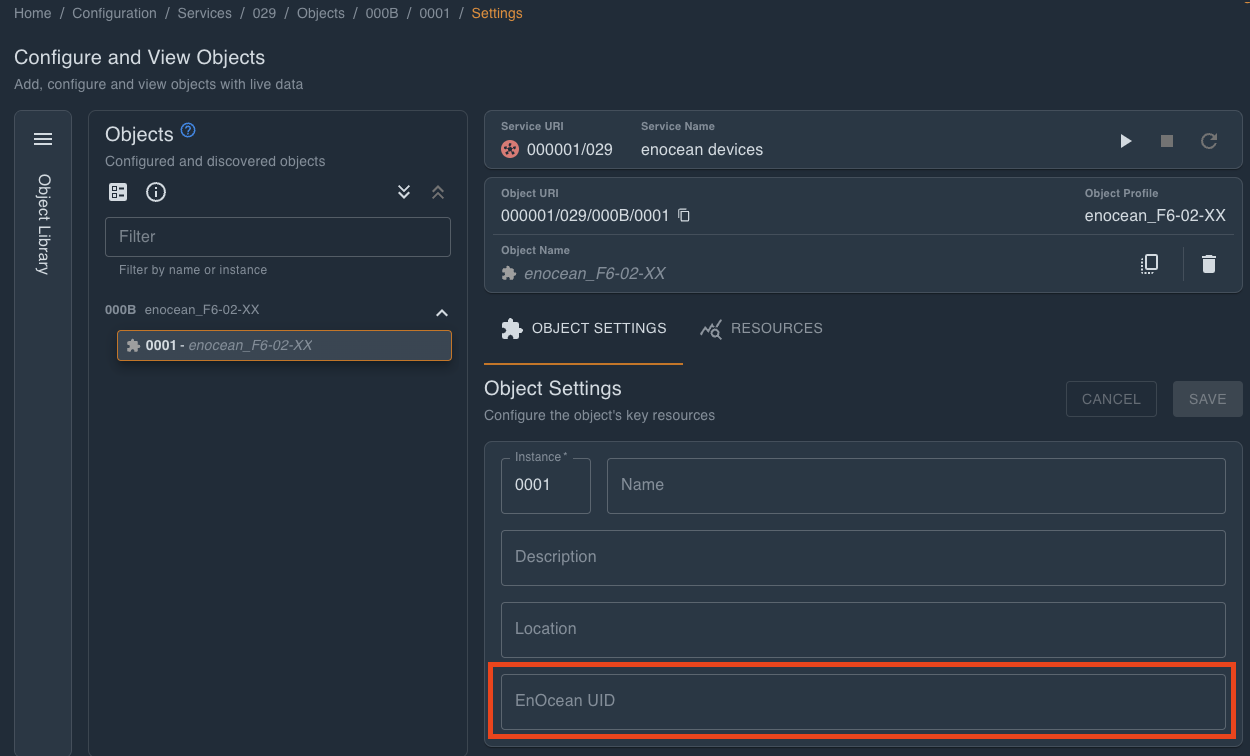 Home / Configuration / Services / 029 / Objects / 000B / 0001 / Settings
Configure and View Objects
Add, configure and view objects with live data
Object Library
Objects
Configured and discovered objects
Filter
Filter by name or instance
000B enocean_F6-02-XX
0001 - enocean_F6-02-XX
Service URI Service Name
000001/029 enocean devices
Object URI Object Profile
000001/029/000B/0001 enocean_F6-02-XX
Object Name
enocean_F6-02-XX
OBJECT SETTINGS RESOURCES
Object Settings
Configure the object's key resources
CANCEL SAVE
Instance *
0001 Name
Description
Location
EnOcean UID